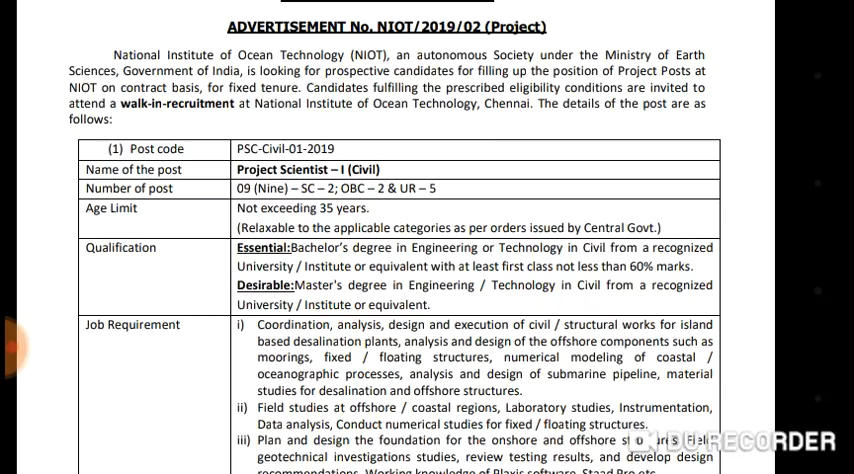 ADVERTISEMENT No. NIOT/2019/02 (Project)
National Institute of Ocean Technology (NIOT), an autonomous Society under the Ministry of Earth
Sciences, Government of India, is looking for prospective candidates for filling up the position of Project Posts at
NIOT on contract basis, for fixed tenure. Candidates fulfilling the prescribed eligibility conditions are invited to
attend a walk-in-recruitment at National Institute of Ocean Technology, Chennai. The details of the post are as
follows:
(1) Post code PSC-Civil-01-2019
Name of the post Project Scientist – I (Civil)
Number of post 09 (Nine) – SC – 2; OBC – 2 & UR – 5
Age Limit Not exceeding 35 years.
(Relaxable to the applicable categories as per orders issued by Central Govt.)
Qualification Essential:Bachelor's degree in Engineering or Technology in Civil from a recognized
University / Institute or equivalent with at least first class not less than 60% marks.
Desirable:Master's degree in Engineering / Technology in Civil from a recognized
University / Institute or equivalent.
Job Requirement i) Coordination, analysis, design and execution of civil / structural works for island
based desalination plants, analysis and design of the offshore components such as
moorings, fixed / floating structures, numerical modeling of coastal /
oceanographic processes, analysis and design of submarine pipeline, material
studies for desalination and offshore structures.
ii) Field studies at offshore / coastal regions, Laboratory studies, Instrumentation,
Data analysis, Conduct numerical studies for fixed / floating structures.
iii) Plan and design the foundation for the onshore and offshore structures, Field
geotechnical investigations studies, review testing results, and develop design
recommendations. Working knowledge of Plaxis software, Staad Pro etc.
DU RECORDER